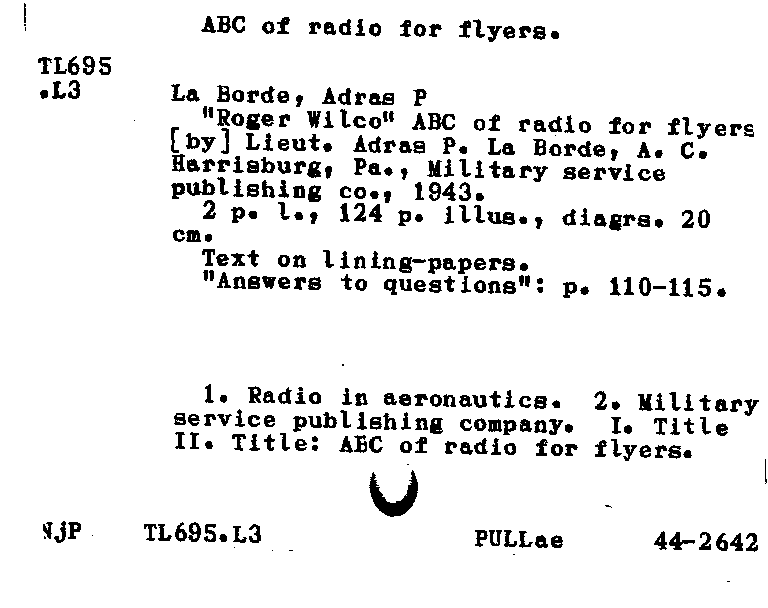 ABC of radio for flyers.
TL695
.L3
La Borde, Adras P
"Roger Wilco" ABC of radio for flyers
[by] Lieut. Adras P. La Borde, A. C.
Harrisburg, Pa., Military service
publishing co., 1943.
2 p. l., 124 p. illus., diagrs. 20
cm.
Text on lining-papers.
"Answers to questions": p. 110-115.
1. Radio in aeronautics. 2. Military
service publishing company. I. Title
II. Title: ABC of radio for flyers.
NjP TL695.L3 PULLae 44-2642